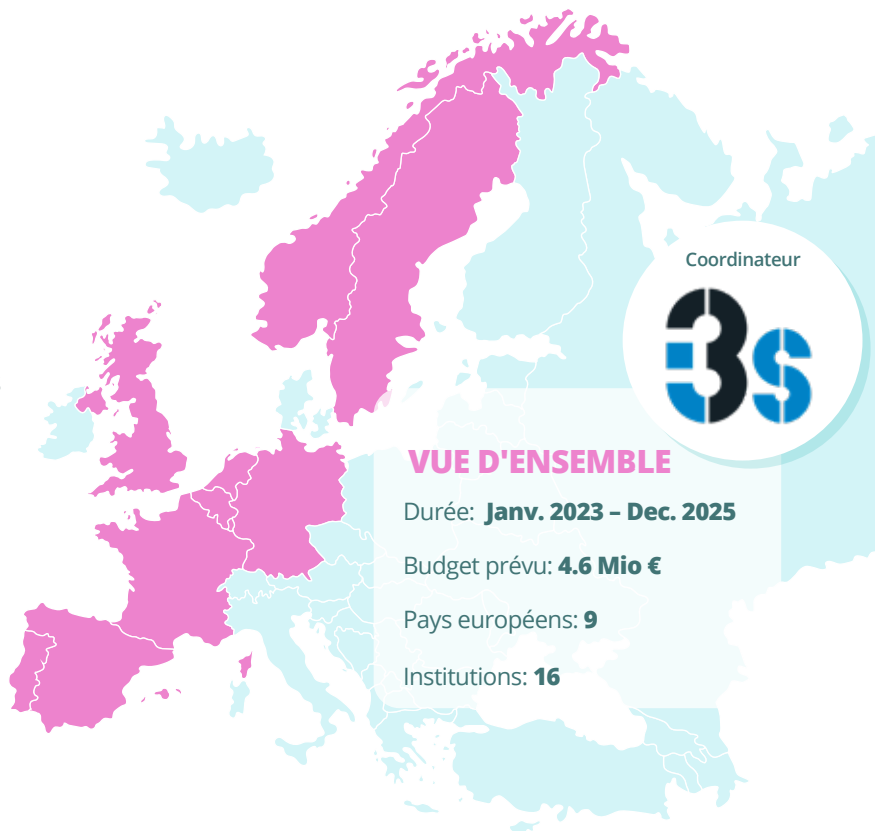 Coordinateur
3s
VUE D'ENSEMBLE
Durée: Janv. 2023 – Dec. 2025
Budget prévu: 4.6 Mio €
Pays européens: 9
Institutions: 16